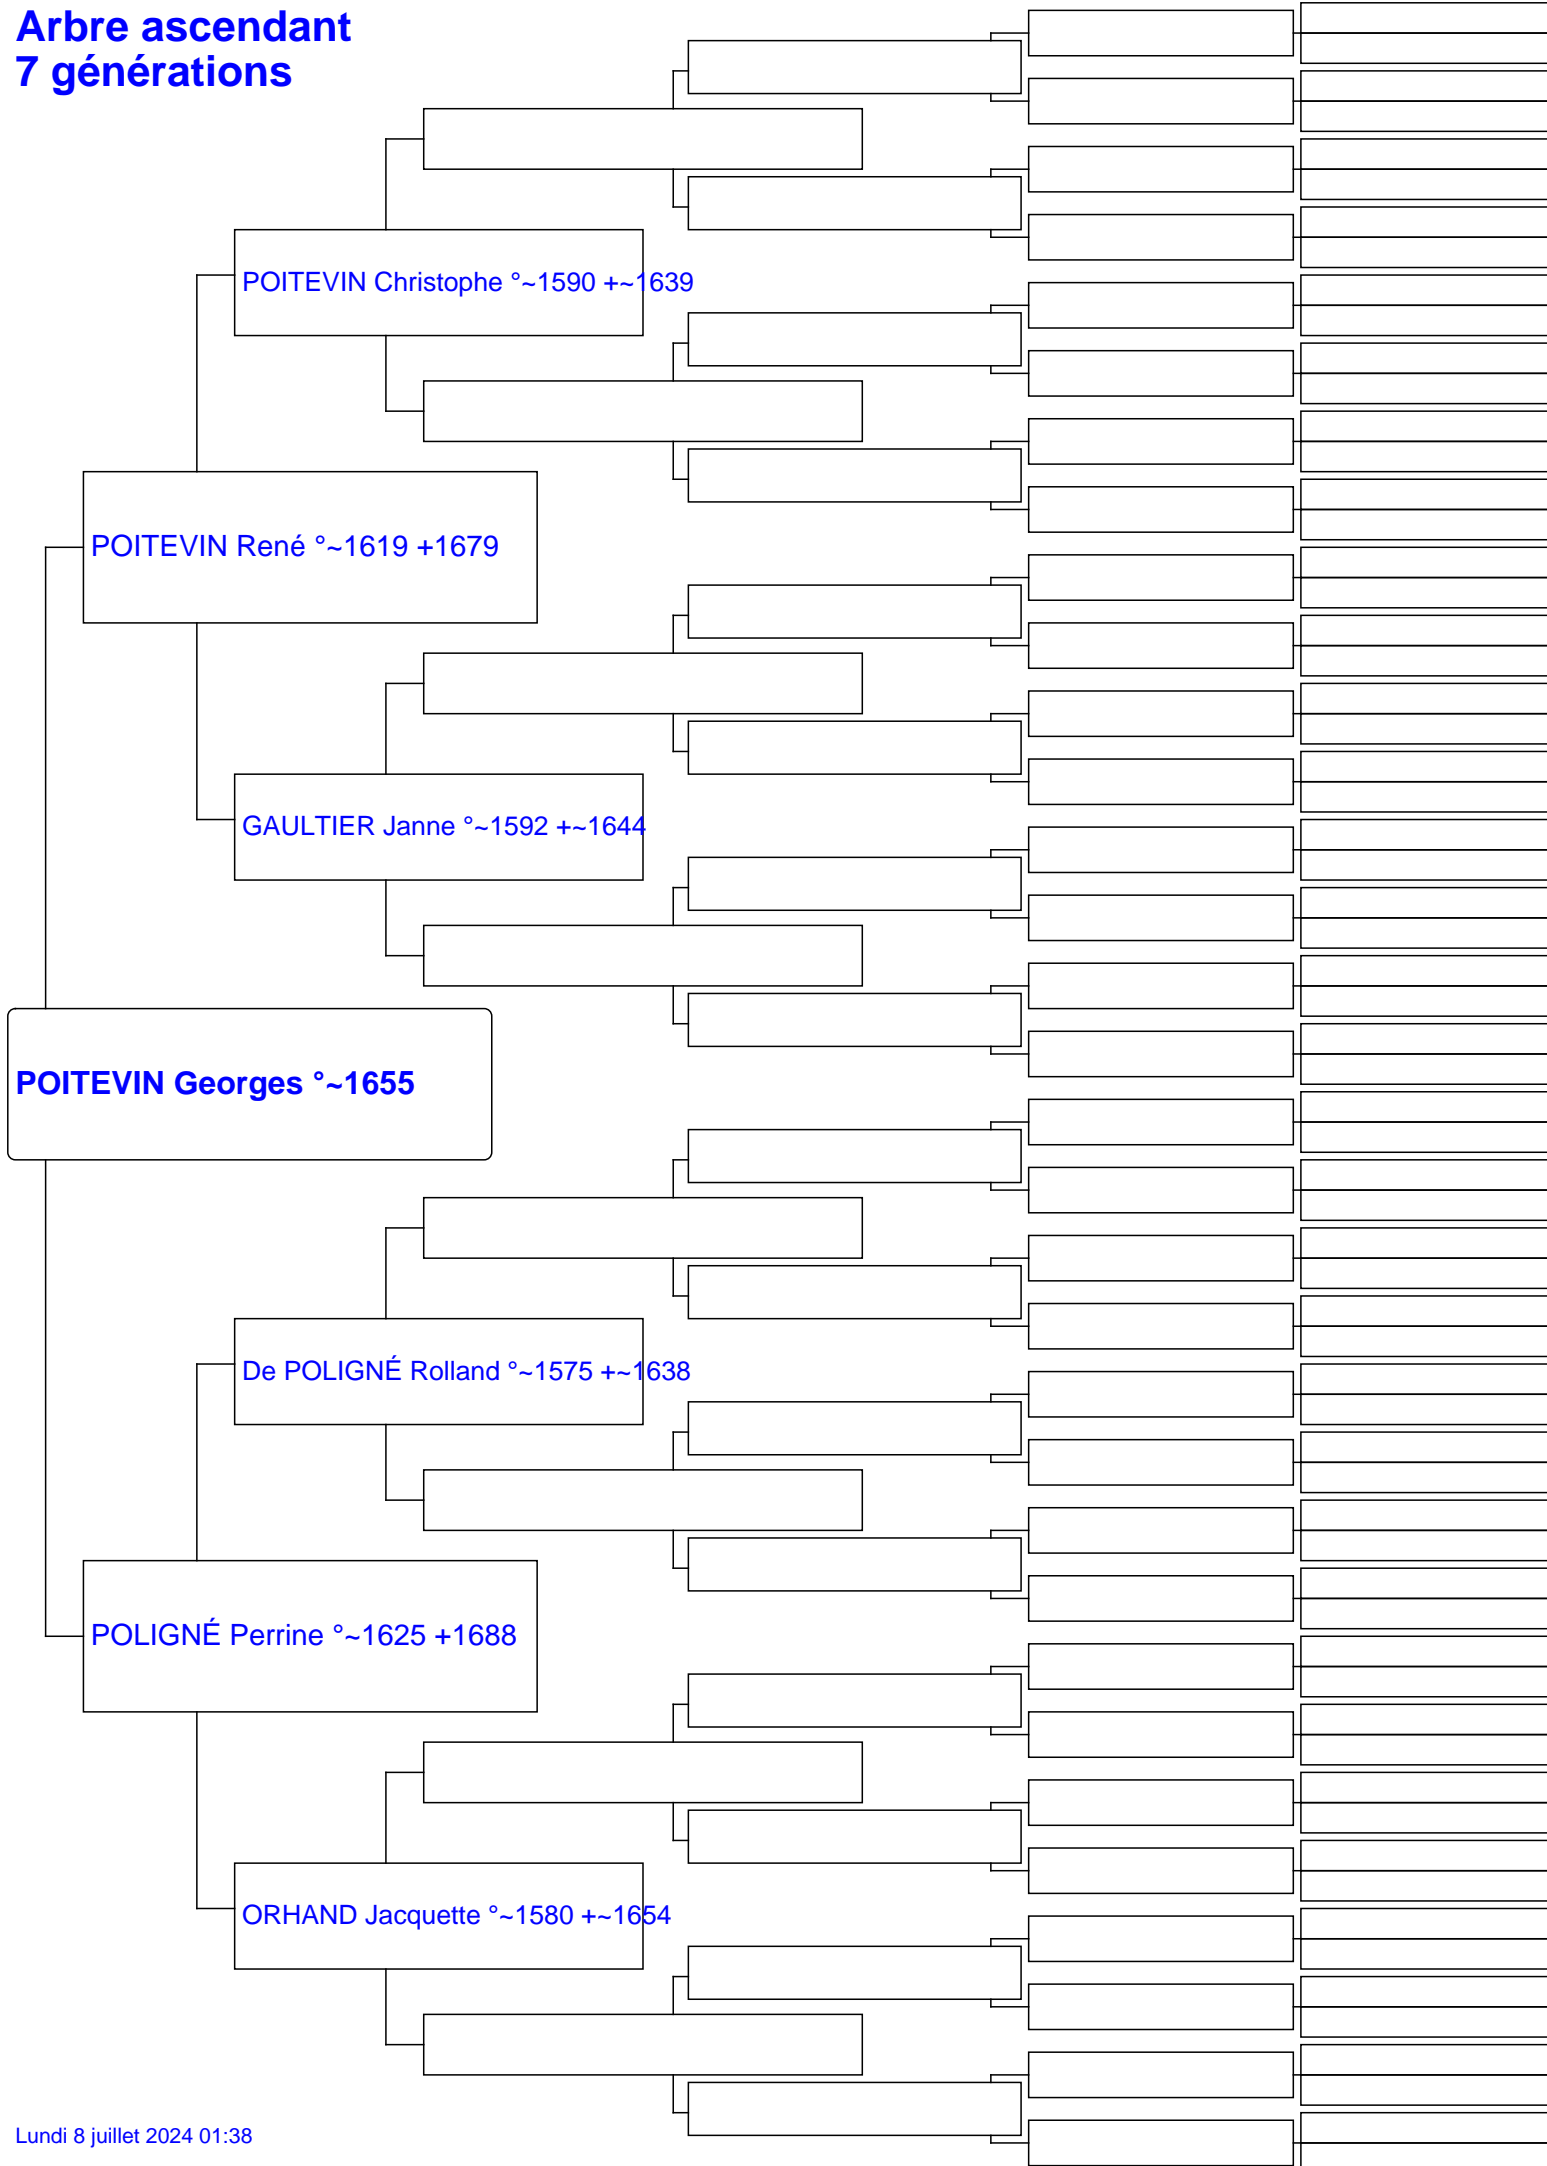 Arbre ascendant
7 générations
POITEVIN Christophe °~1590 +~1639
POITEVIN René °~1619 +1679
GAULTIER Janne °~1592 +~1644
POITEVIN Georges °~1655
De POLIGNÉ Rolland °~1575 +~1638
POLIGNÉ Perrine °~1625 +1688
ORHAND Jacquette °~1580 +~1654
Lundi 8 juillet 2024 01:38